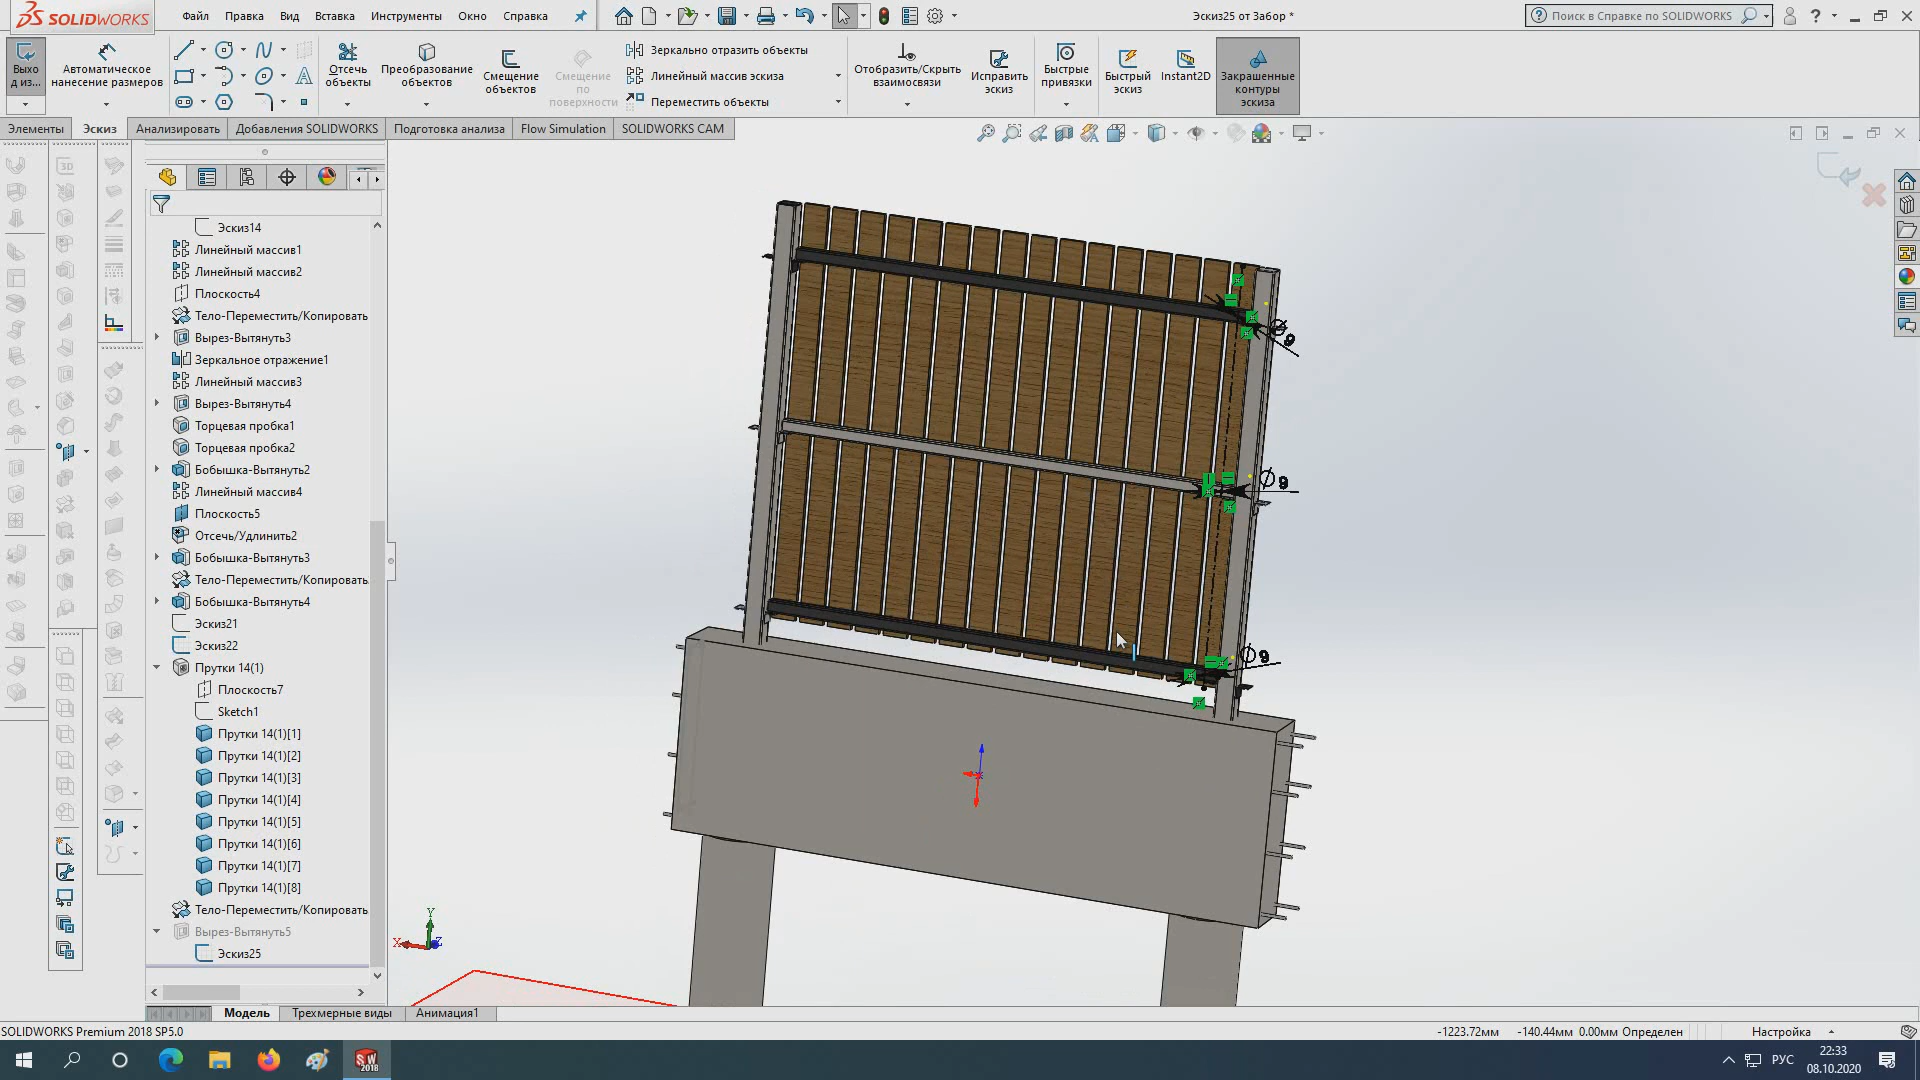 SOLIDWORKS
Файл
Правка
Вид
Вставка
Инструменты
Окно
Справка
Эскиз25 от Забор *
Поиск в Справке по SOLIDWORKS
Выхо
д из...
Автоматическое
нанесение размеров
Отсечь
объекты
Преобразование
объектов
Смещение
объектов
Смещение
по
поверхности
Зеркально отразить объекты
Линейный массив эскиза
Переместить объекты
Отобразить/Скрыть
взаимосвязи
Исправить
эскиз
Быстрые
привязки
Быстрый
эскиз
Instant2D
Закрашенные
контуры
эскиза
Элементы
Эскиз
Анализировать
Добавления SOLIDWORKS
Подготовка анализа
Flow Simulation
SOLIDWORKS CAM
Эскиз14
Линейный массив1
Линейный массив2
Плоскость4
Тело-Переместить/Копировать
Вырез-Вытянуть3
Зеркальное отражение1
Линейный массив3
Вырез-Вытянуть4
Торцевая пробка1
Торцевая пробка2
Бобышка-Вытянуть2
Линейный массив4
Плоскость5
Отсечь/Удлинить2
Бобышка-Вытянуть3
Тело-Переместить/Копировать
Бобышка-Вытянуть4
Эскиз21
Эскиз22
Прутки 14(1)
Плоскость7
Sketch1
Прутки 14(1)[1]
Прутки 14(1)[2]
Прутки 14(1)[3]
Прутки 14(1)[4]
Прутки 14(1)[5]
Прутки 14(1)[6]
Прутки 14(1)[7]
Прутки 14(1)[8]
Тело-Переместить/Копировать
Вырез-Вытянуть5
Эскиз25
∅9
∅9
∅9
Y
X
Z
Модель
Трехмерные виды
Анимация1
SOLIDWORKS Premium 2018 SP5.0
-1223.72мм
-140.44мм
0.00мм
Определен
Настройка
РУС
22:33
08.10.2020